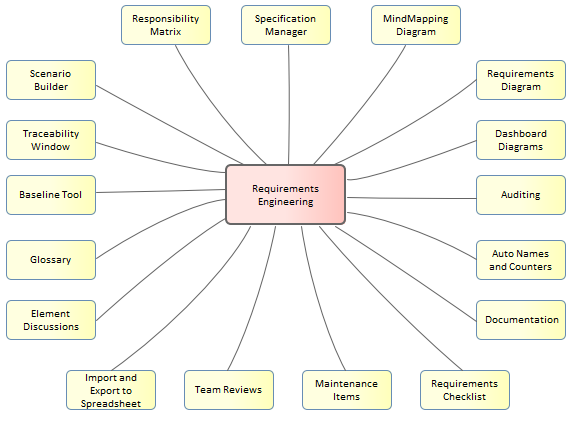 Responsibility
Matrix
Specification
Manager
MindMapping
Diagram
Scenario
Builder
Requirements
Diagram
Traceability
Window
Dashboard
Diagrams
Baseline Tool
Requirements
Engineering
Auditing
Glossary
Auto Names
and Counters
Element
Discussions
Documentation
Import and
Export to
Spreadsheet
Team Reviews
Maintenance
Items
Requirements
Checklist